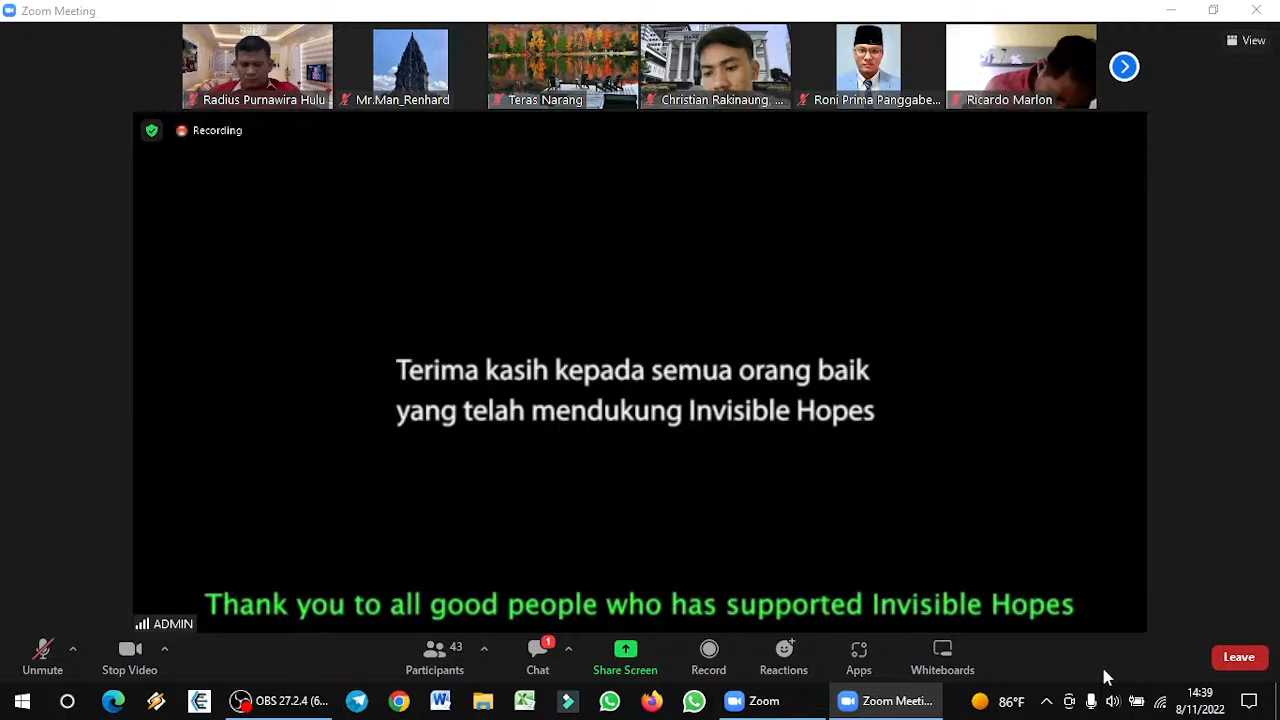 Zoom Meeting
View
Radius Purnawira Hulu
Mr.Man_Renhard
Teras Narang
Christian Rakinaung, ...
Roni Prima Panggabe...
Ricardo Marlon
Recording
Terima kasih kepada semua orang baik
yang telah mendukung Invisible Hopes
Thank you to all good people who has supported Invisible Hopes
ADMIN
Unmute
Stop Video
43
Participants
1
Chat
Share Screen
Record
Reactions
Apps
Whiteboards
Leave
OBS 27.2.4 (6...
Zoom
Zoom Meeti...
86°F
14:39
8/11/2022